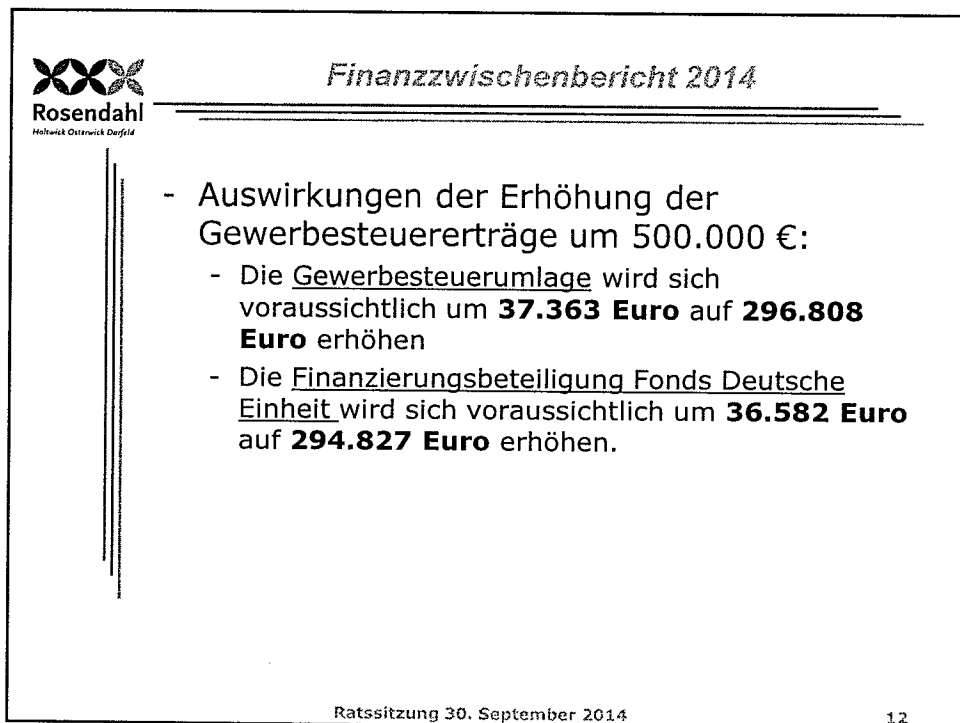 Finanzzwischenbericht 2014
Rosendahl
Holtwick Osterwick Darfeld
- Auswirkungen der Erhöhung der
Gewerbesteuererträge um 500.000 €:
- Die Gewerbesteuerumlage wird sich
voraussichtlich um 37.363 Euro auf 296.808
Euro erhöhen
- Die Finanzierungsbeteiligung Fonds Deutsche
Einheit wird sich voraussichtlich um 36.582 Euro
auf 294.827 Euro erhöhen.
Ratssitzung 30. September 2014
12